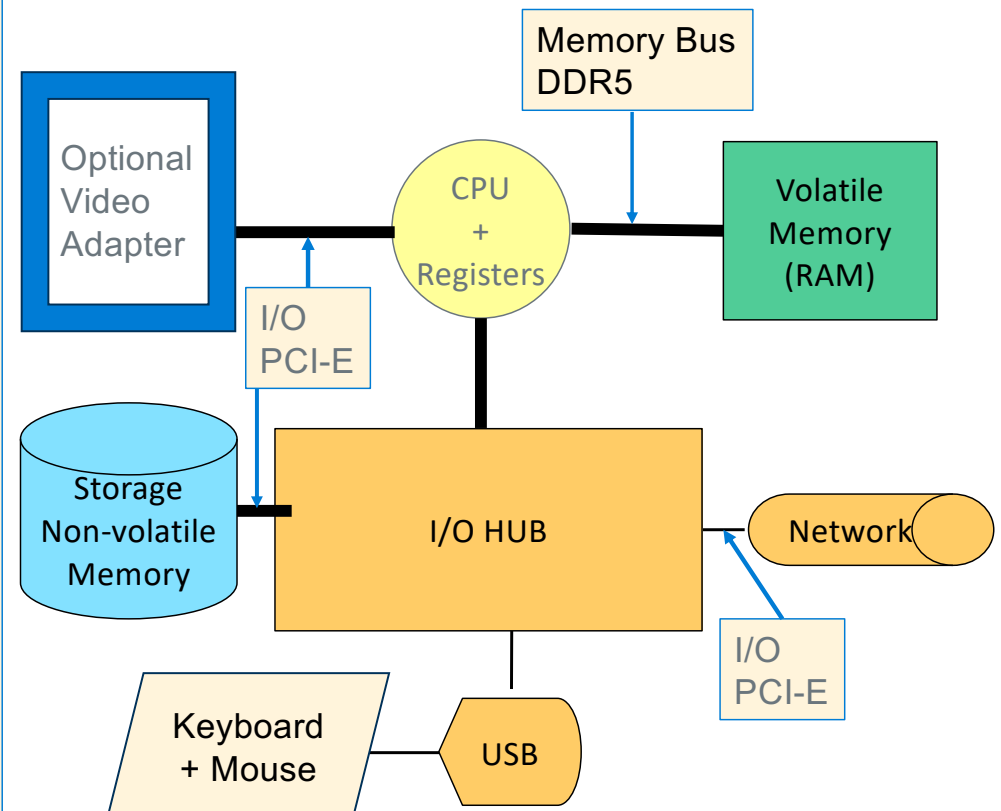 Memory Bus
DDR5
Optional
Video
Adapter
CPU
+
Registers
Volatile
Memory
(RAM)
I/O
PCI-E
Storage
Non-volatile
Memory
I/O HUB
Network
I/O
PCI-E
Keyboard
+ Mouse
USB